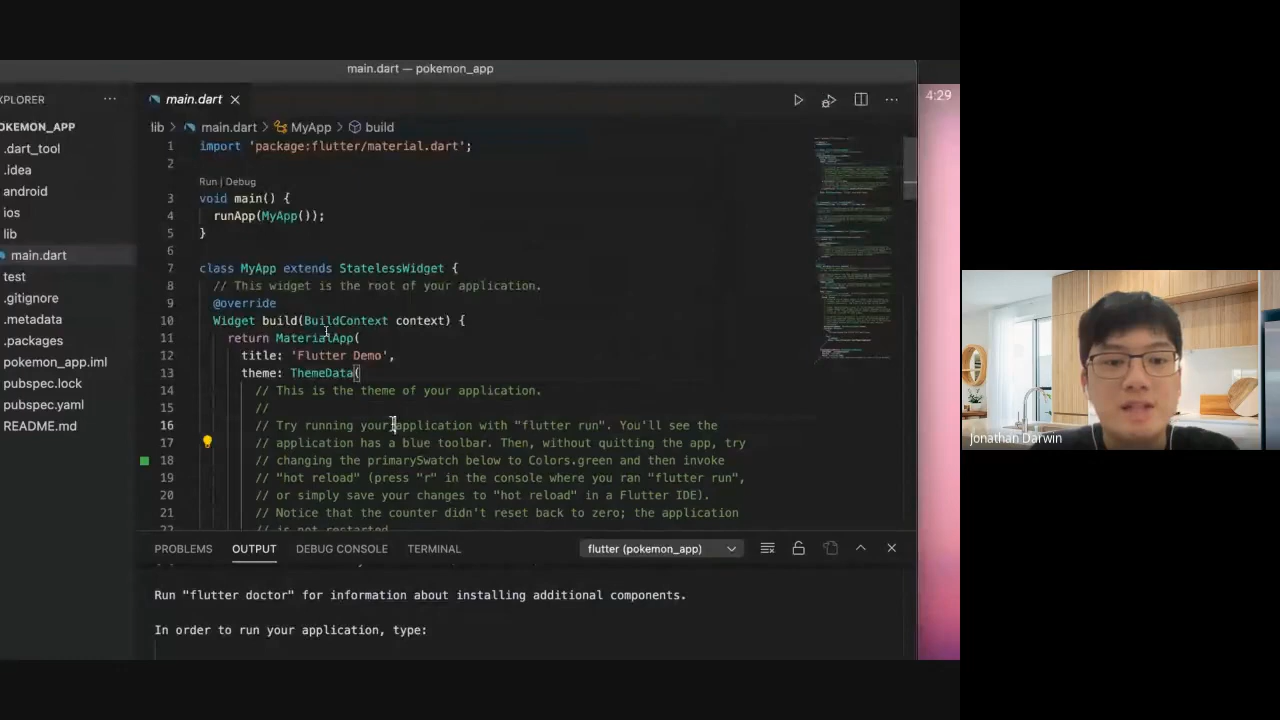 main.dart — pokemon_app
XPLORER ...
OKEMON_APP
.dart_tool
.idea
android
ios
lib
main.dart
test
.gitignore
.metadata
.packages
pokemon_app.iml
pubspec.lock
pubspec.yaml
README.md
main.dart
lib > main.dart > MyApp > build
1 import 'package:flutter/material.dart';
2
Run | Debug
3 void main() {
4 runApp(MyApp());
5 }
6
7 class MyApp extends StatelessWidget {
8 // This widget is the root of your application.
9 @override
10 Widget build(BuildContext context) {
11 return MaterialApp(
12 title: 'Flutter Demo',
13 theme: ThemeData(
14 // This is the theme of your application.
15 //
16 // Try running your application with "flutter run". You'll see the
17 // application has a blue toolbar. Then, without quitting the app, try
18 // changing the primarySwatch below to Colors.green and then invoke
19 // "hot reload" (press "r" in the console where you ran "flutter run",
20 // or simply save your changes to "hot reload" in a Flutter IDE).
21 // Notice that the counter didn't reset back to zero; the application
22 // is not restarted
PROBLEMS OUTPUT DEBUG CONSOLE TERMINAL flutter (pokemon_app)
Run "flutter doctor" for information about installing additional components.
In order to run your application, type:
4:29
Jonathan Darwin